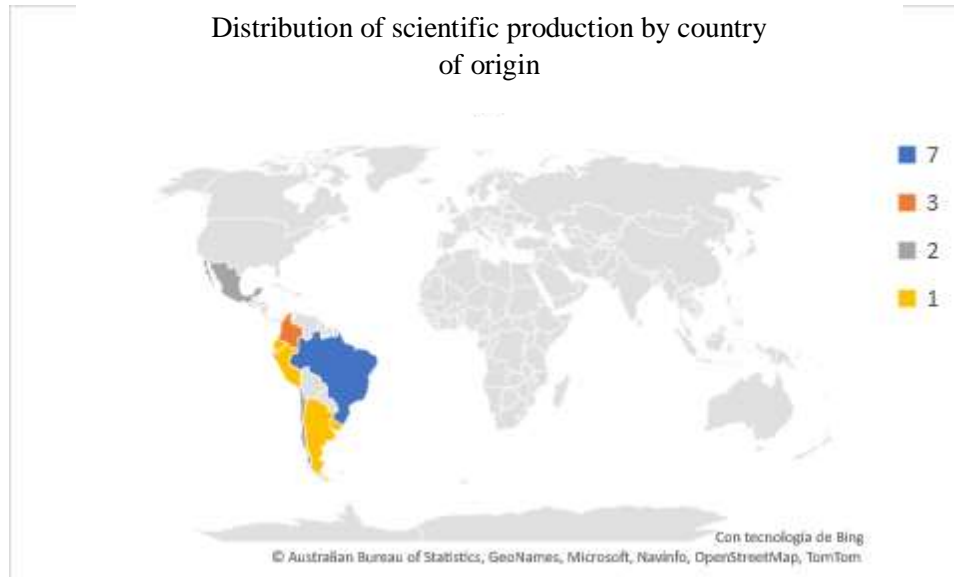 Distribution of scientific production by country
of origin
7
3
2
1
Con tecnología de Bing
© Australian Bureau of Statistics, GeoNames, Microsoft, Navinfo, OpenStreetMap, TomTom